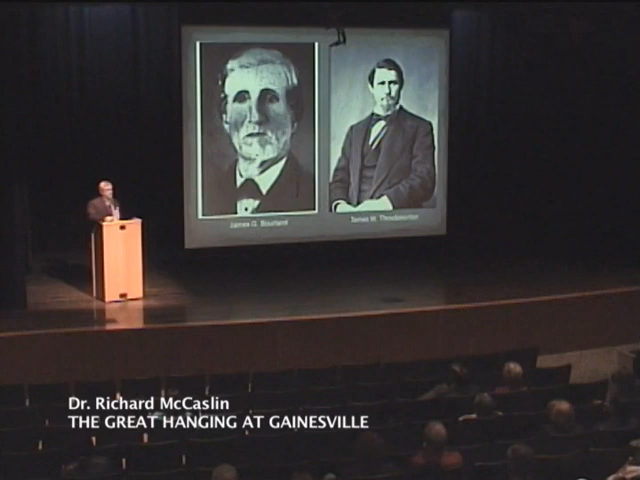 James G. Bourland
James W. Throckmorton
Dr. Richard McCaslin
THE GREAT HANGING AT GAINESVILLE